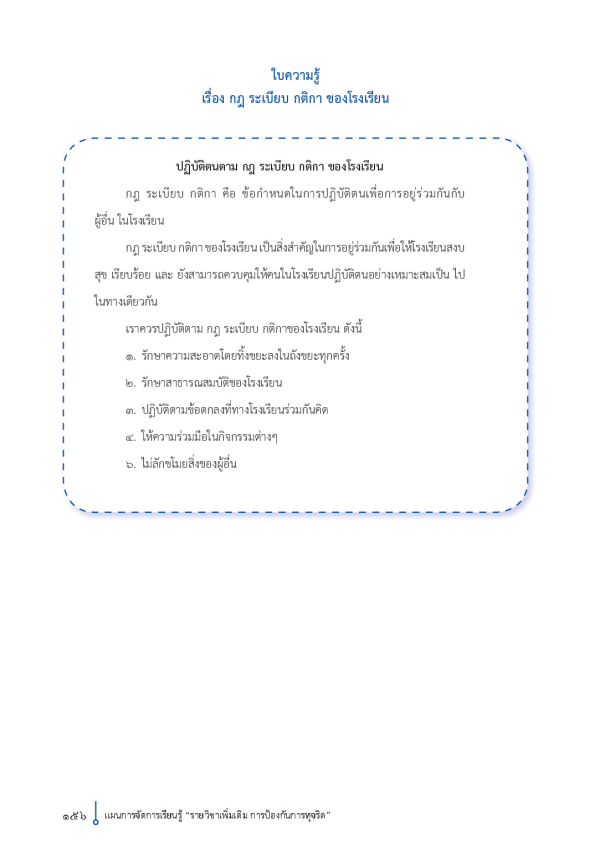 ใบความรู้
เรื่อง กฎ ระเบียบ กติกา ของโรงเรียน
ปฏิบัติตนตาม กฎ ระเบียบ กติกา ของโรงเรียน
กฎ ระเบียบ กติกา คือ ข้อกำหนดในการปฏิบัติตนเพื่อการอยู่ร่วมกันกับ
ผู้อื่น ในโรงเรียน
กฎ ระเบียบ กติกา ของโรงเรียน เป็นสิ่งสำคัญในการอยู่ร่วมกันเพื่อให้โรงเรียนสงบ
สุข เรียบร้อย และ ยังสามารถควบคุมให้คนในโรงเรียนปฏิบัติตนอย่างเหมาะสมเป็น ไป
ในทางเดียวกัน
เราควรปฏิบัติตาม กฎ ระเบียบ กติกาของโรงเรียน ดังนี้
๑. รักษาความสะอาดโดยทิ้งขยะลงในถังขยะทุกครั้ง
๒. รักษาสาธารณสมบัติของโรงเรียน
๓. ปฏิบัติตามข้อตกลงที่ทางโรงเรียนร่วมกันคิด
๔. ให้ความร่วมมือในกิจกรรมต่างๆ
๖. ไม่ลักขโมยสิ่งของผู้อื่น
๑๕๖ แผนการจัดการเรียนรู้ “รายวิชาเพิ่มเติม การป้องกันการทุจริต”